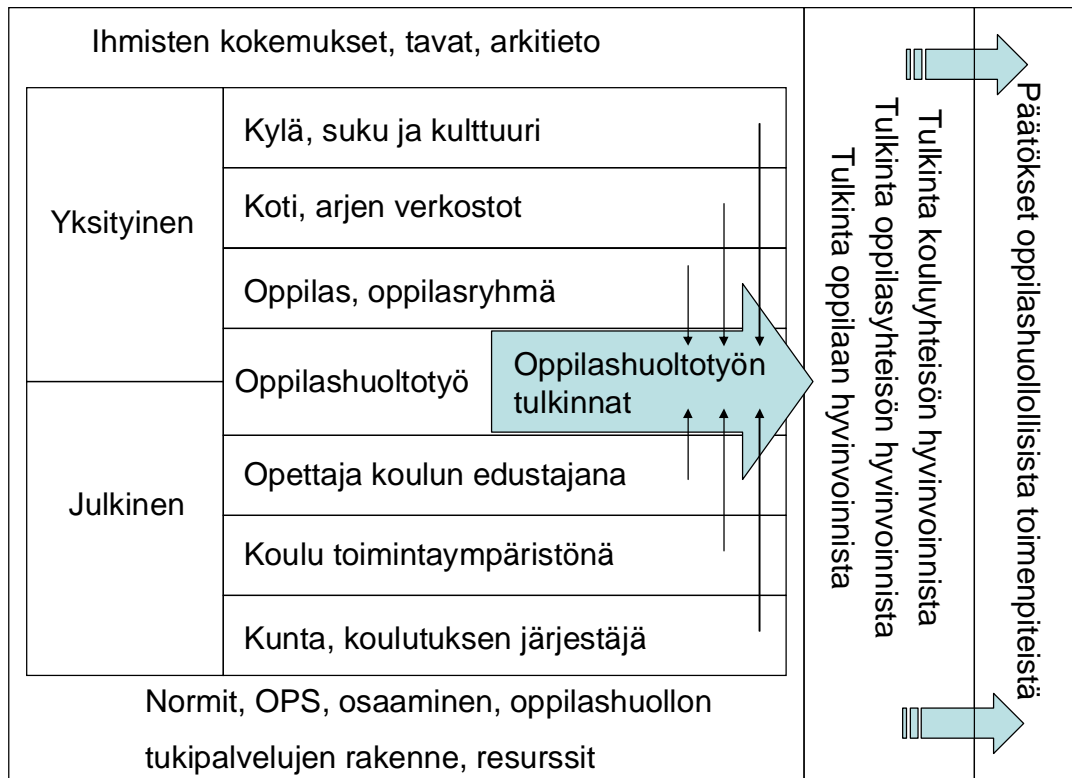 Ihmisten kokemukset, tavat, arkitieto
Yksityinen
Kylä, suku ja kulttuuri
Koti, arjen verkostot
Oppilas, oppilasryhmä
Oppilashuoltotyö
Oppilashuoltotyön
tulkinnat
Julkinen
Opettaja koulun edustajana
Koulu toimintaympäristönä
Kunta, koulutuksen järjestäjä
Normit, OPS, osaaminen, oppilashuollon
tukipalvelujen rakenne, resurssit
Tulkinta kouluyhteisön hyvinvoinnista
Tulkinta oppilasyhteisön hyvinvoinnista
Tulkinta oppilaan hyvinvoinnista
Päätökset oppilashuollollisista toimenpiteistä